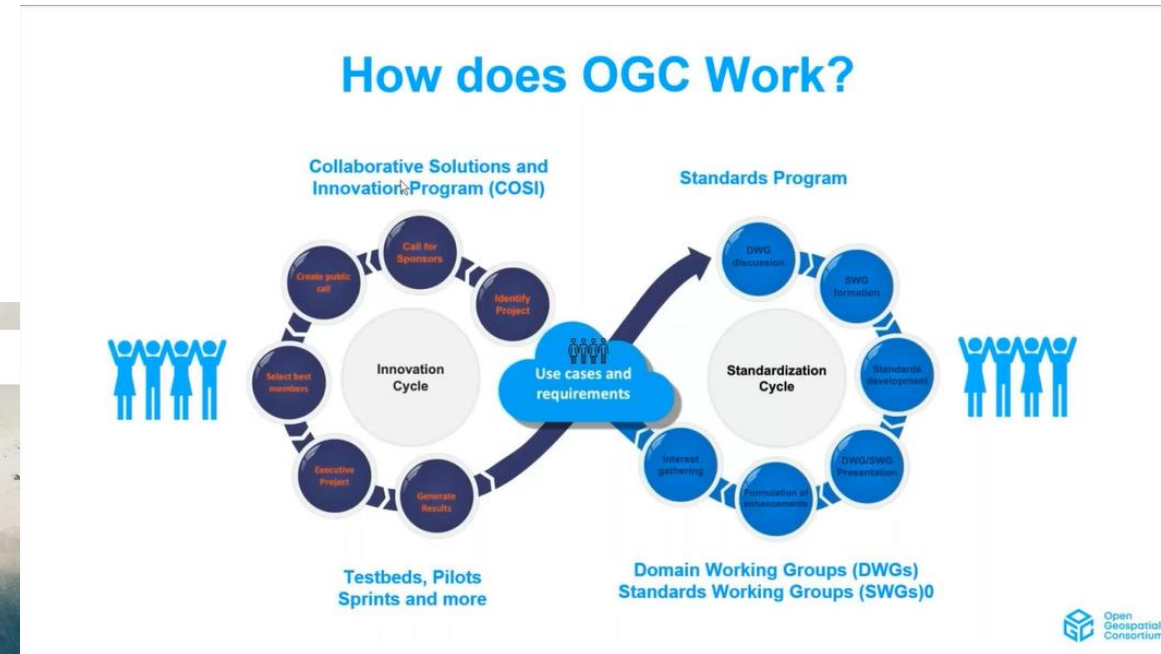 How does OGC Work?
Collaborative Solutions and
Innovation Program (COSI)
Standards Program
Call for
Sponsors
Create public
call
Identify
Project
Select best
members
Innovation
Cycle
Executive
Project
Generate
Results
Use cases and
requirements
DWG
discussion
SWG
formation
Standards
development
Standardization
Cycle
DWG/SWG
Presentation
Formulation of
enhancements
Interest
gathering
Testbeds, Pilots
Sprints and more
Domain Working Groups (DWGs)
Standards Working Groups (SWGs)0
Open
Geospatial
Consortium